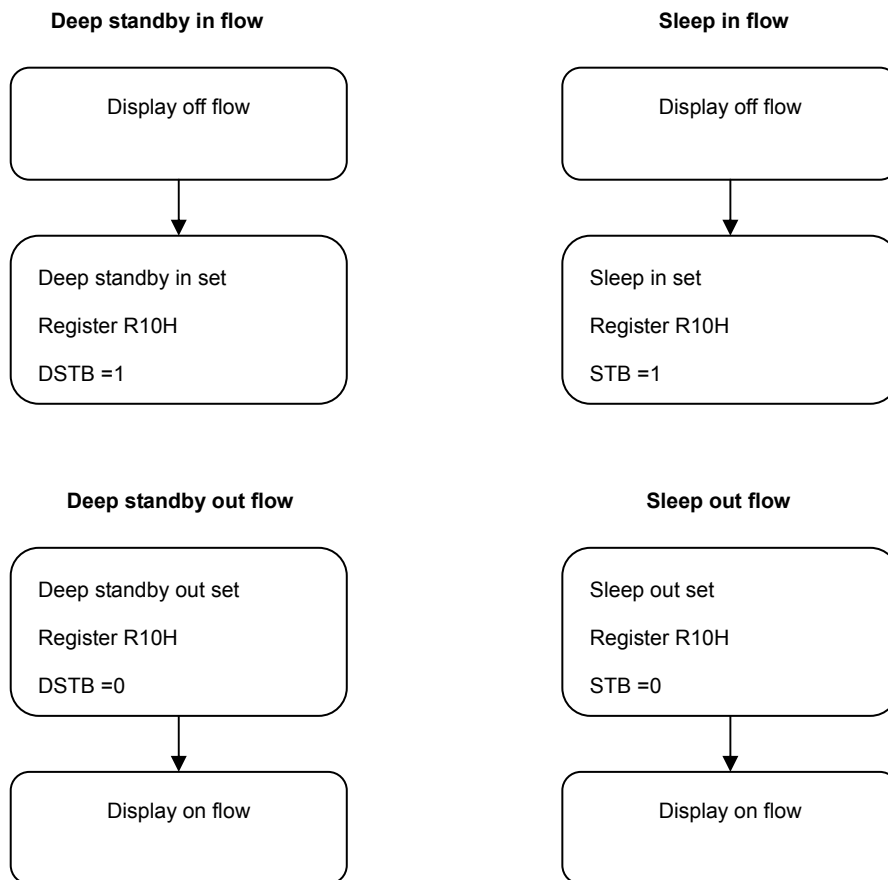 Deep standby in flow
Display off flow
Deep standby in set
Register R10H
DSTB =1
Sleep in flow
Display off flow
Sleep in set
Register R10H
STB =1
Deep standby out flow
Deep standby out set
Register R10H
DSTB =0
Display on flow
Sleep out flow
Sleep out set
Register R10H
STB =0
Display on flow